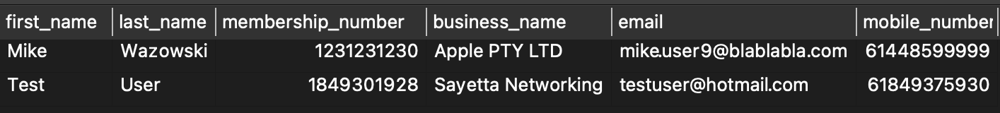 first_name last_name membership_number business_name email mobile_number
Mike Wazowski 1231231230 Apple PTY LTD mike.user9@blablabla.com 61448599999
Test User 1849301928 Sayetta Networking testuser@hotmail.com 61849375930